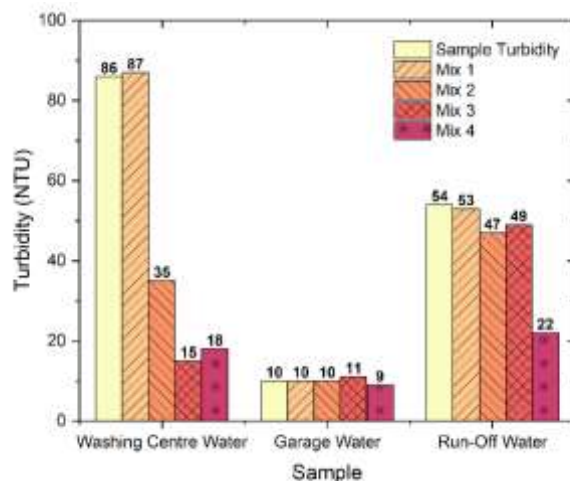 100
80
60
40
20
0
Turbidity (NTU)
Sample Turbidity
Mix 1
Mix 2
Mix 3
Mix 4
86
87
35
15
18
10
10
10
11
9
54
53
47
49
22
Washing Centre Water
Garage Water
Run-Off Water
Sample